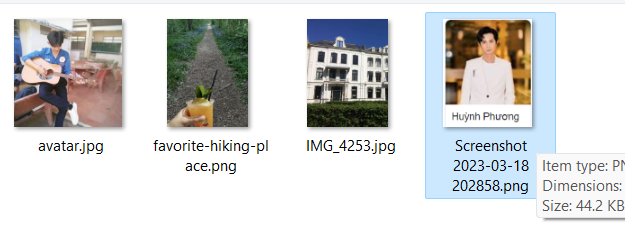 Huỳnh Phương
avatar.jpg
favorite-hiking-pl
ace.png
IMG_4253.jpg
Screenshot
2023-03-18
202858.png
Item type: PN
Dimensions:
Size: 44.2 KB